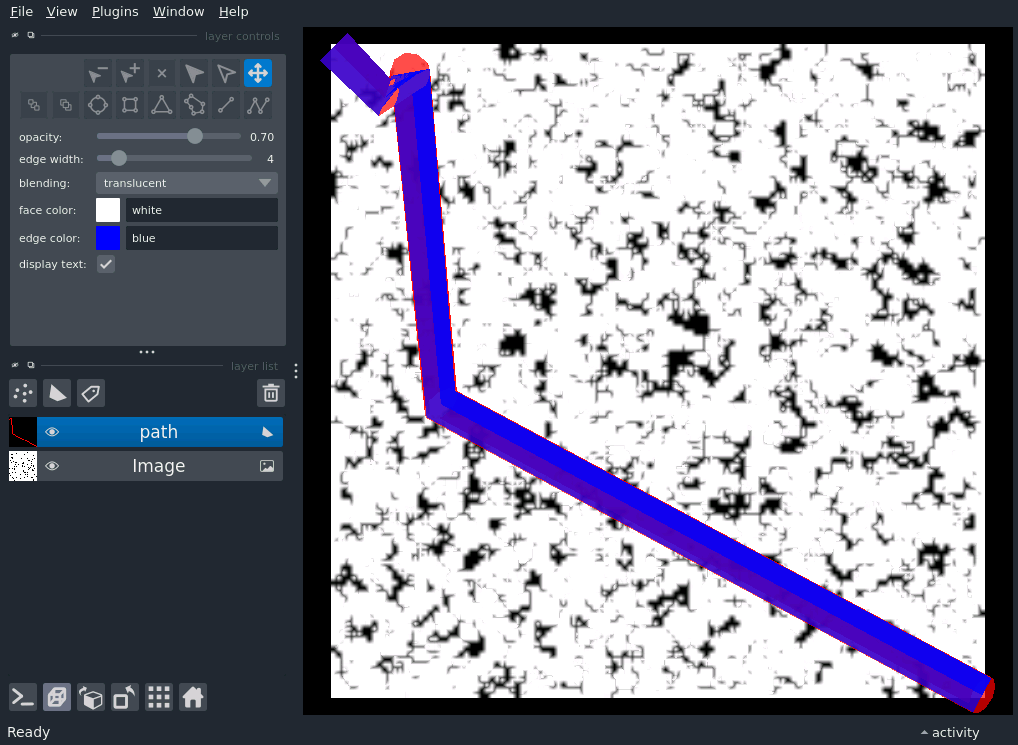 File View Plugins Window Help
layer controls
opacity: 0.70
edge width: 4
blending: translucent
face color: white
edge color: blue
display text:
layer list
path
Image
Ready activity